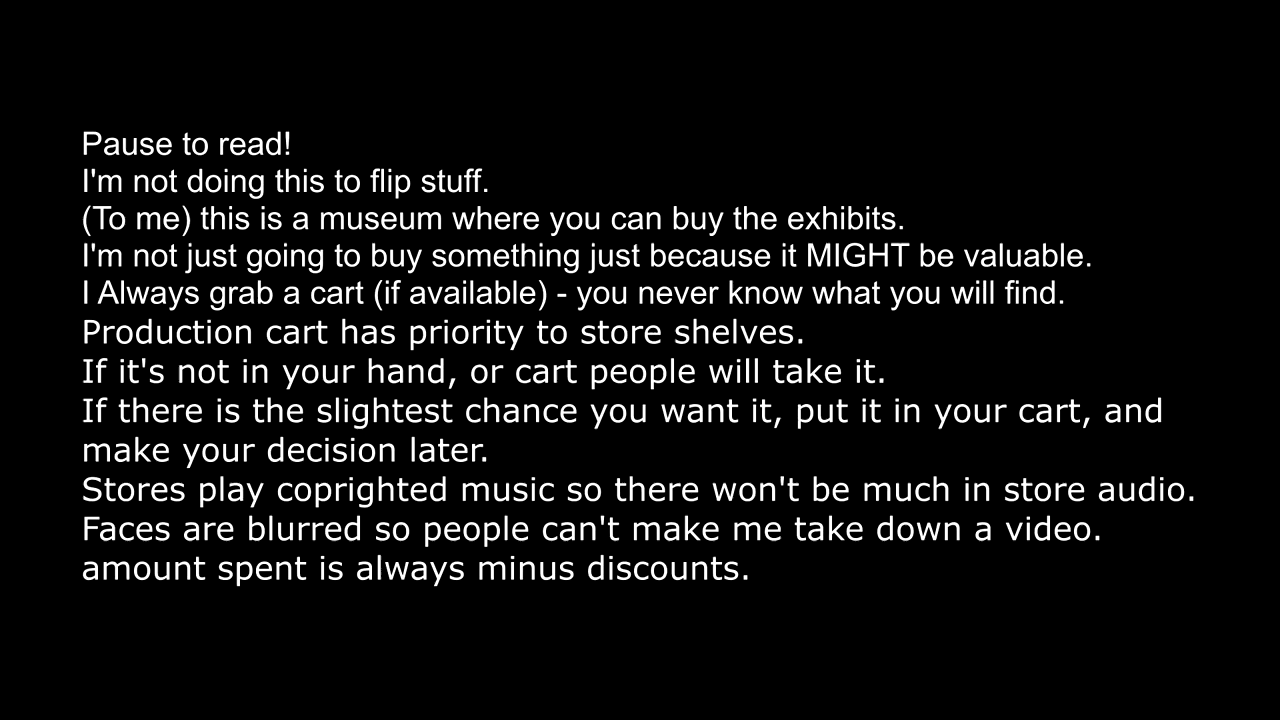 Pause to read!
I'm not doing this to flip stuff.
(To me) this is a museum where you can buy the exhibits.
I'm not just going to buy something just because it MIGHT be valuable.
I Always grab a cart (if available) - you never know what you will find.
Production cart has priority to store shelves.
If it's not in your hand, or cart people will take it.
If there is the slightest chance you want it, put it in your cart, and
make your decision later.
Stores play coprighted music so there won't be much in store audio.
Faces are blurred so people can't make me take down a video.
amount spent is always minus discounts.